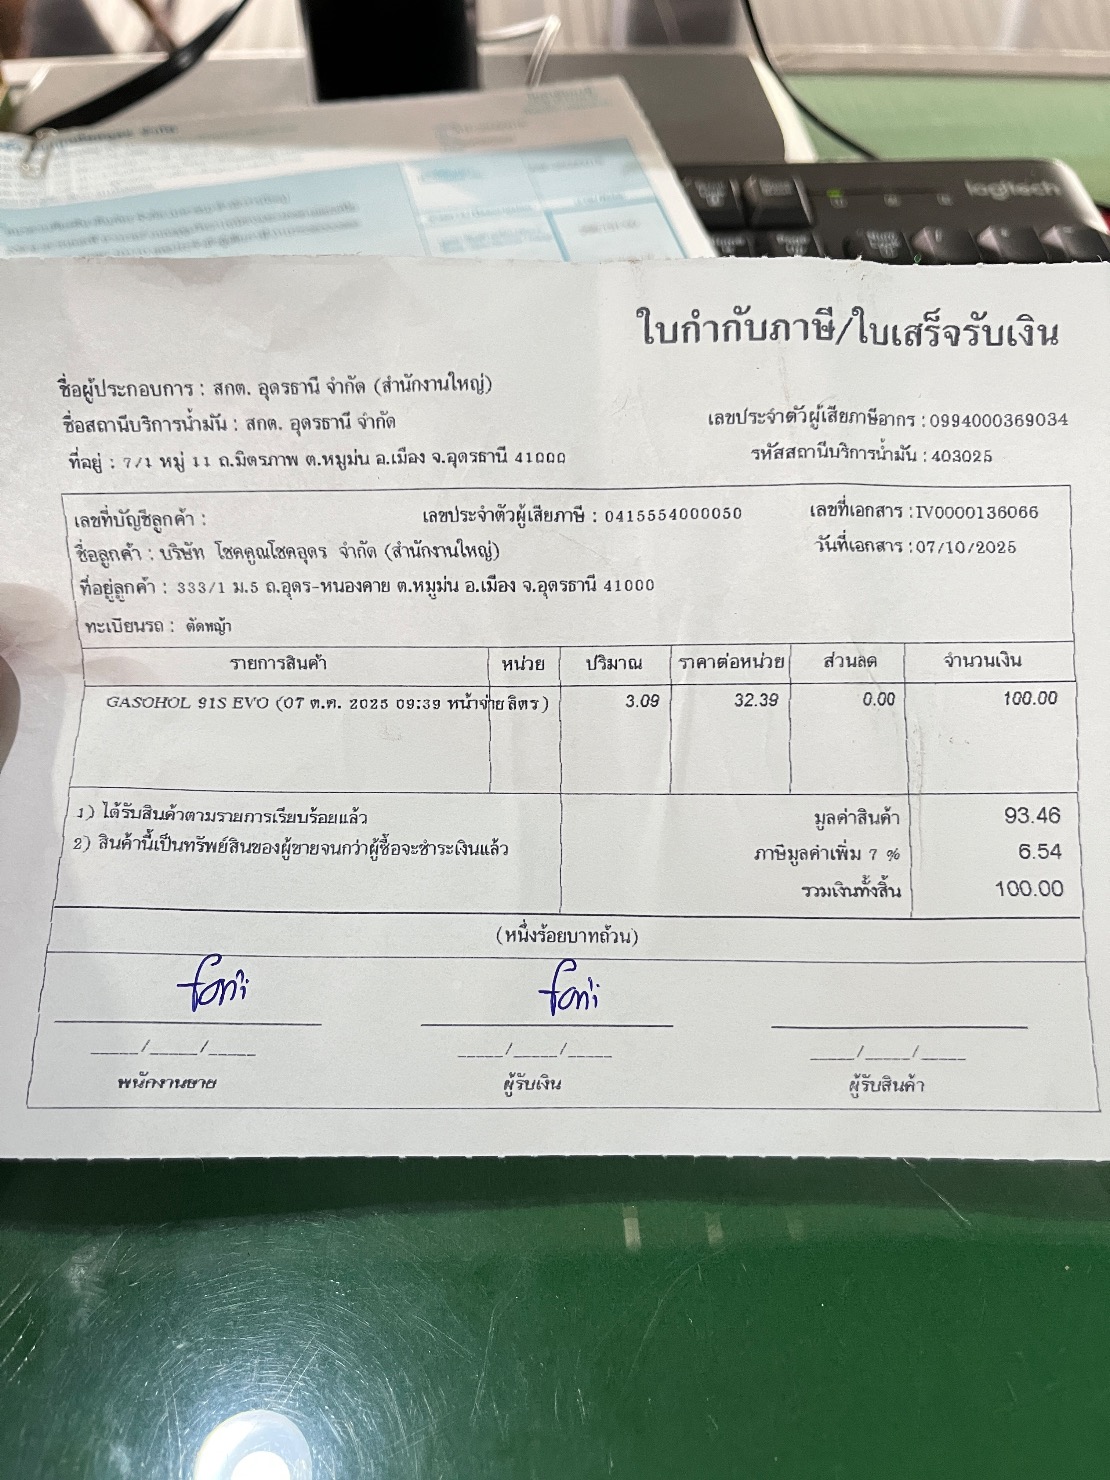 logitech
ใบกำกับภาษี/ใบเสร็จรับเงิน
ชื่อผู้ประกอบการ : สกต. อุดรธานี จำกัด (สำนักงานใหญ่)
ชื่อสถานีบริการน้ำมัน : สกต. อุดรธานี จำกัด
เลขประจำตัวผู้เสียภาษีอากร : 0994000369034
ที่อยู่ : 7/1 หมู่ 11 ถ.มิตรภาพ ต.หมูม่น อ.เมือง จ.อุดรธานี 41000
รหัสสถานีบริการน้ำมัน : 403025
เลขที่บัญชีลูกค้า : เลขประจำตัวผู้เสียภาษี : 0415554000050 เลขที่เอกสาร : IV0000136066
ชื่อลูกค้า : บริษัท โชคคูณโชคอุดร จำกัด (สำนักงานใหญ่) วันที่เอกสาร : 07/10/2025
ที่อยู่ลูกค้า : 333/1 ม.5 ถ.อุดร-หนองคาย ต.หมูม่น อ.เมือง จ.อุดรธานี 41000
ทะเบียนรถ : ตัดหญ้า
รายการสินค้า หน่วย ปริมาณ ราคาต่อหน่วย ส่วนลด จำนวนเงิน
GASOHOL 91S EVO (07 ต.ค. 2025 09:39 หน้าจ่าย ลิตร ) 3.09 32.39 0.00 100.00
1) ได้รับสินค้าตามรายการเรียบร้อยแล้ว มูลค่าสินค้า 93.46
2) สินค้านี้เป็นทรัพย์สินของผู้ขายจนกว่าผู้ซื้อจะชำระเงินแล้ว ภาษีมูลค่าเพิ่ม 7 % 6.54
รวมเงินทั้งสิ้น 100.00
(หนึ่งร้อยบาทถ้วน)
_____/_____/_____ _____/_____/_____ _____/_____/_____
พนักงานขาย ผู้รับเงิน ผู้รับสินค้า